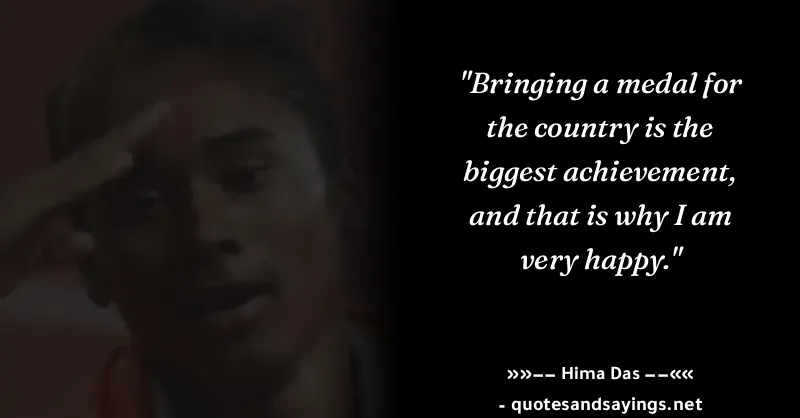 "Bringing a medal for
the country is the
biggest achievement,
and that is why I am
very happy."
»»–– Hima Das ––««
- quotesandsayings.net